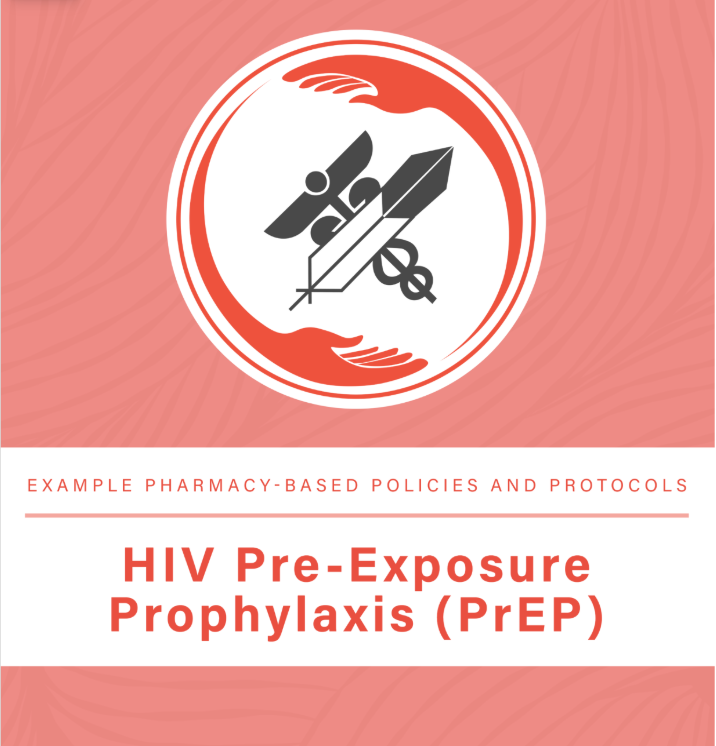 EXAMPLE PHARMACY-BASED POLICIES AND PROTOCOLS
HIV Pre-Exposure
Prophylaxis (PrEP)